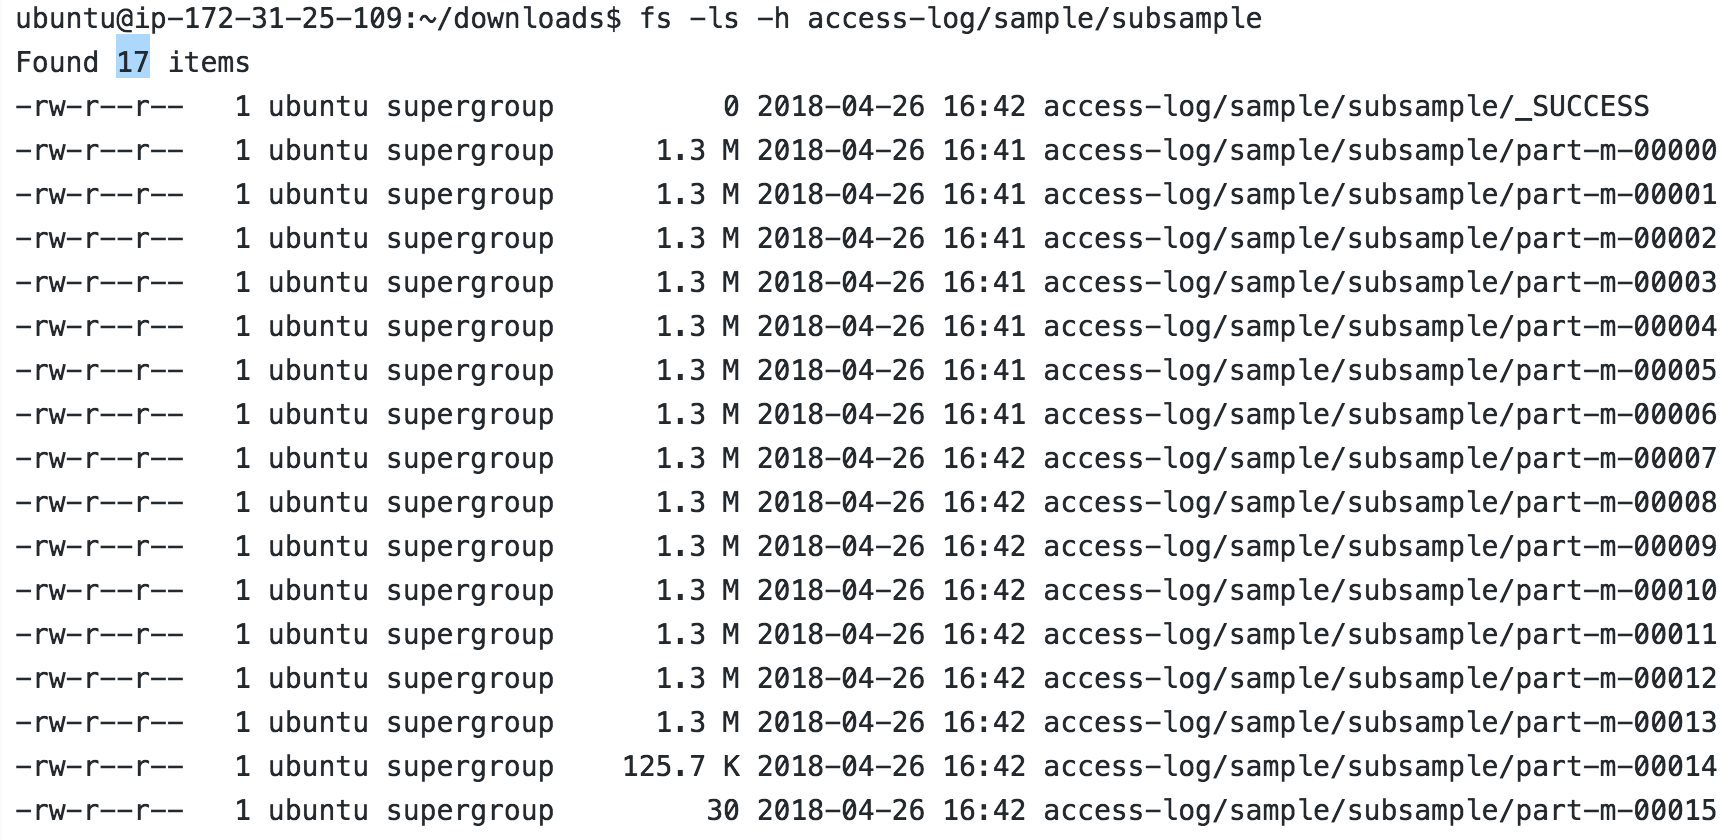 ubuntu@ip-172-31-25-109:~/downloads$ fs -ls -h access-log/sample/subsample
Found 17 items
-rw-r--r--   1 ubuntu supergroup          0 2018-04-26 16:42 access-log/sample/subsample/_SUCCESS
-rw-r--r--   1 ubuntu supergroup      1.3 M 2018-04-26 16:41 access-log/sample/subsample/part-m-00000
-rw-r--r--   1 ubuntu supergroup      1.3 M 2018-04-26 16:41 access-log/sample/subsample/part-m-00001
-rw-r--r--   1 ubuntu supergroup      1.3 M 2018-04-26 16:41 access-log/sample/subsample/part-m-00002
-rw-r--r--   1 ubuntu supergroup      1.3 M 2018-04-26 16:41 access-log/sample/subsample/part-m-00003
-rw-r--r--   1 ubuntu supergroup      1.3 M 2018-04-26 16:41 access-log/sample/subsample/part-m-00004
-rw-r--r--   1 ubuntu supergroup      1.3 M 2018-04-26 16:41 access-log/sample/subsample/part-m-00005
-rw-r--r--   1 ubuntu supergroup      1.3 M 2018-04-26 16:41 access-log/sample/subsample/part-m-00006
-rw-r--r--   1 ubuntu supergroup      1.3 M 2018-04-26 16:42 access-log/sample/subsample/part-m-00007
-rw-r--r--   1 ubuntu supergroup      1.3 M 2018-04-26 16:42 access-log/sample/subsample/part-m-00008
-rw-r--r--   1 ubuntu supergroup      1.3 M 2018-04-26 16:42 access-log/sample/subsample/part-m-00009
-rw-r--r--   1 ubuntu supergroup      1.3 M 2018-04-26 16:42 access-log/sample/subsample/part-m-00010
-rw-r--r--   1 ubuntu supergroup      1.3 M 2018-04-26 16:42 access-log/sample/subsample/part-m-00011
-rw-r--r--   1 ubuntu supergroup      1.3 M 2018-04-26 16:42 access-log/sample/subsample/part-m-00012
-rw-r--r--   1 ubuntu supergroup      1.3 M 2018-04-26 16:42 access-log/sample/subsample/part-m-00013
-rw-r--r--   1 ubuntu supergroup    125.7 K 2018-04-26 16:42 access-log/sample/subsample/part-m-00014
-rw-r--r--   1 ubuntu supergroup         30 2018-04-26 16:42 access-log/sample/subsample/part-m-00015